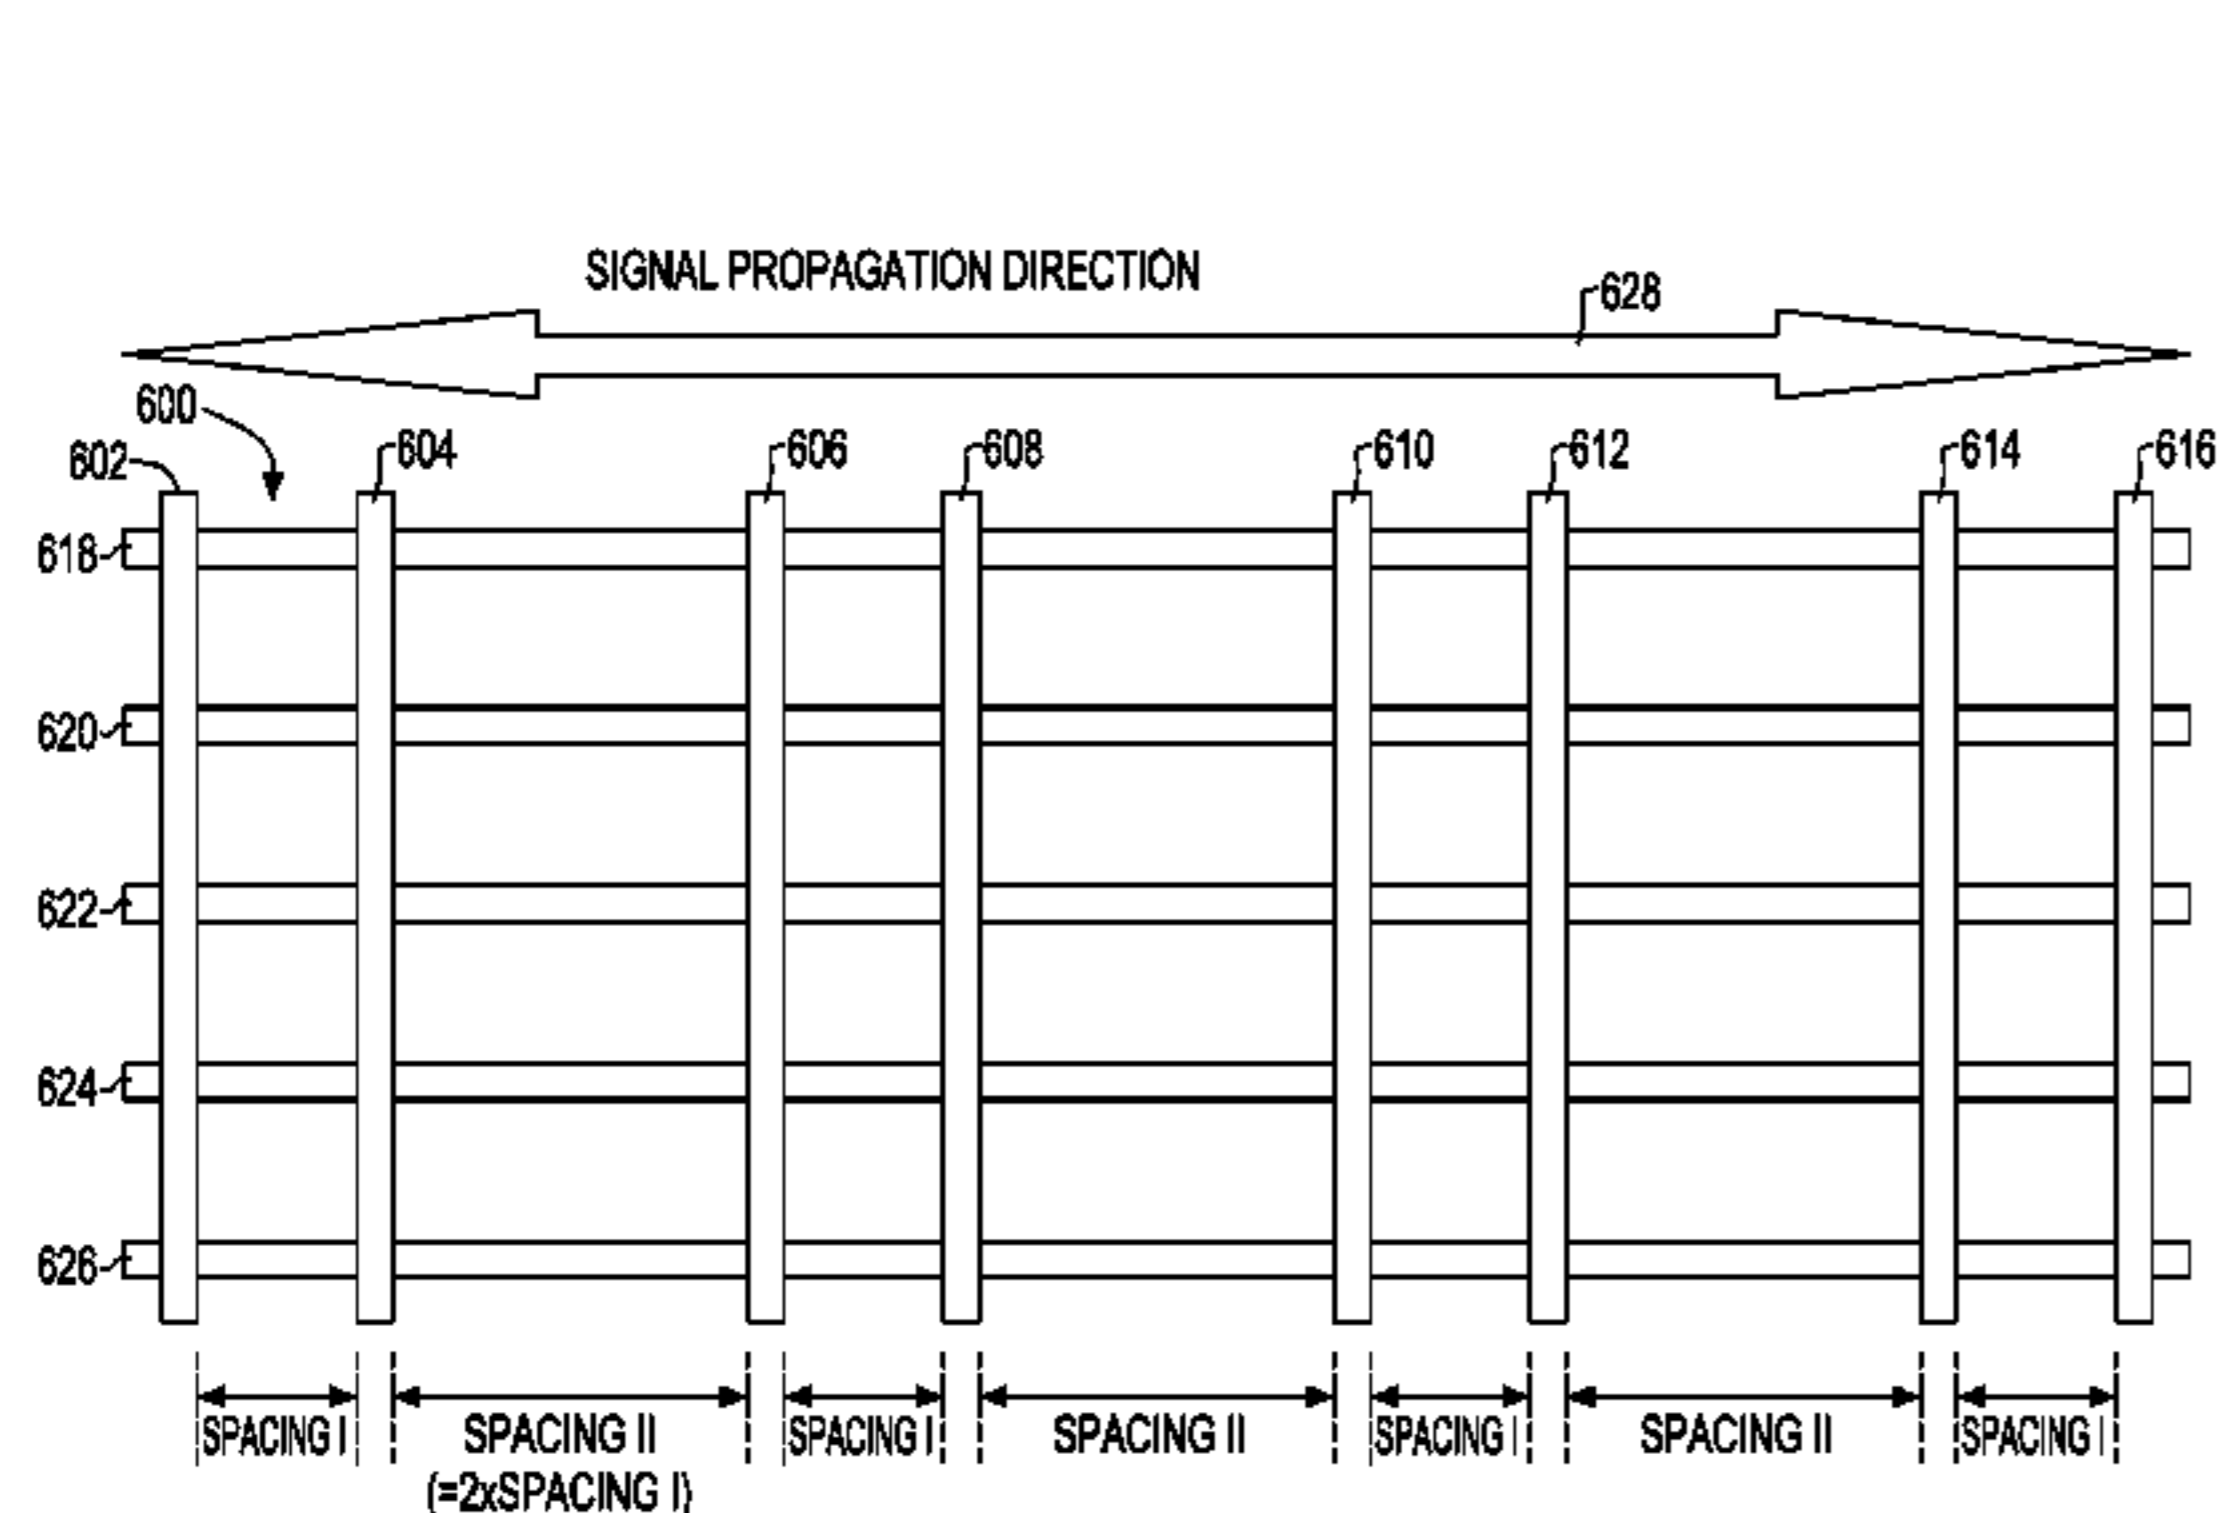 SIGNAL PROPAGATION DIRECTION
628
600
602
604
606
608
610
612
614
616
618
620
622
624
626
SPACING I
SPACING II
SPACING I
SPACING II
SPACING I
SPACING II
SPACING I
(=2xSPACING I)